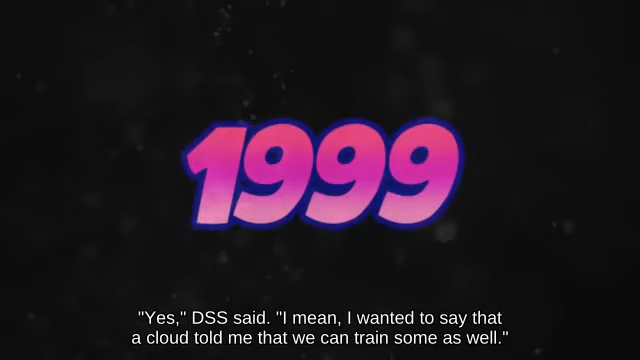 1999
"Yes," DSS said. "I mean, I wanted to say that
a cloud told me that we can train some as well."